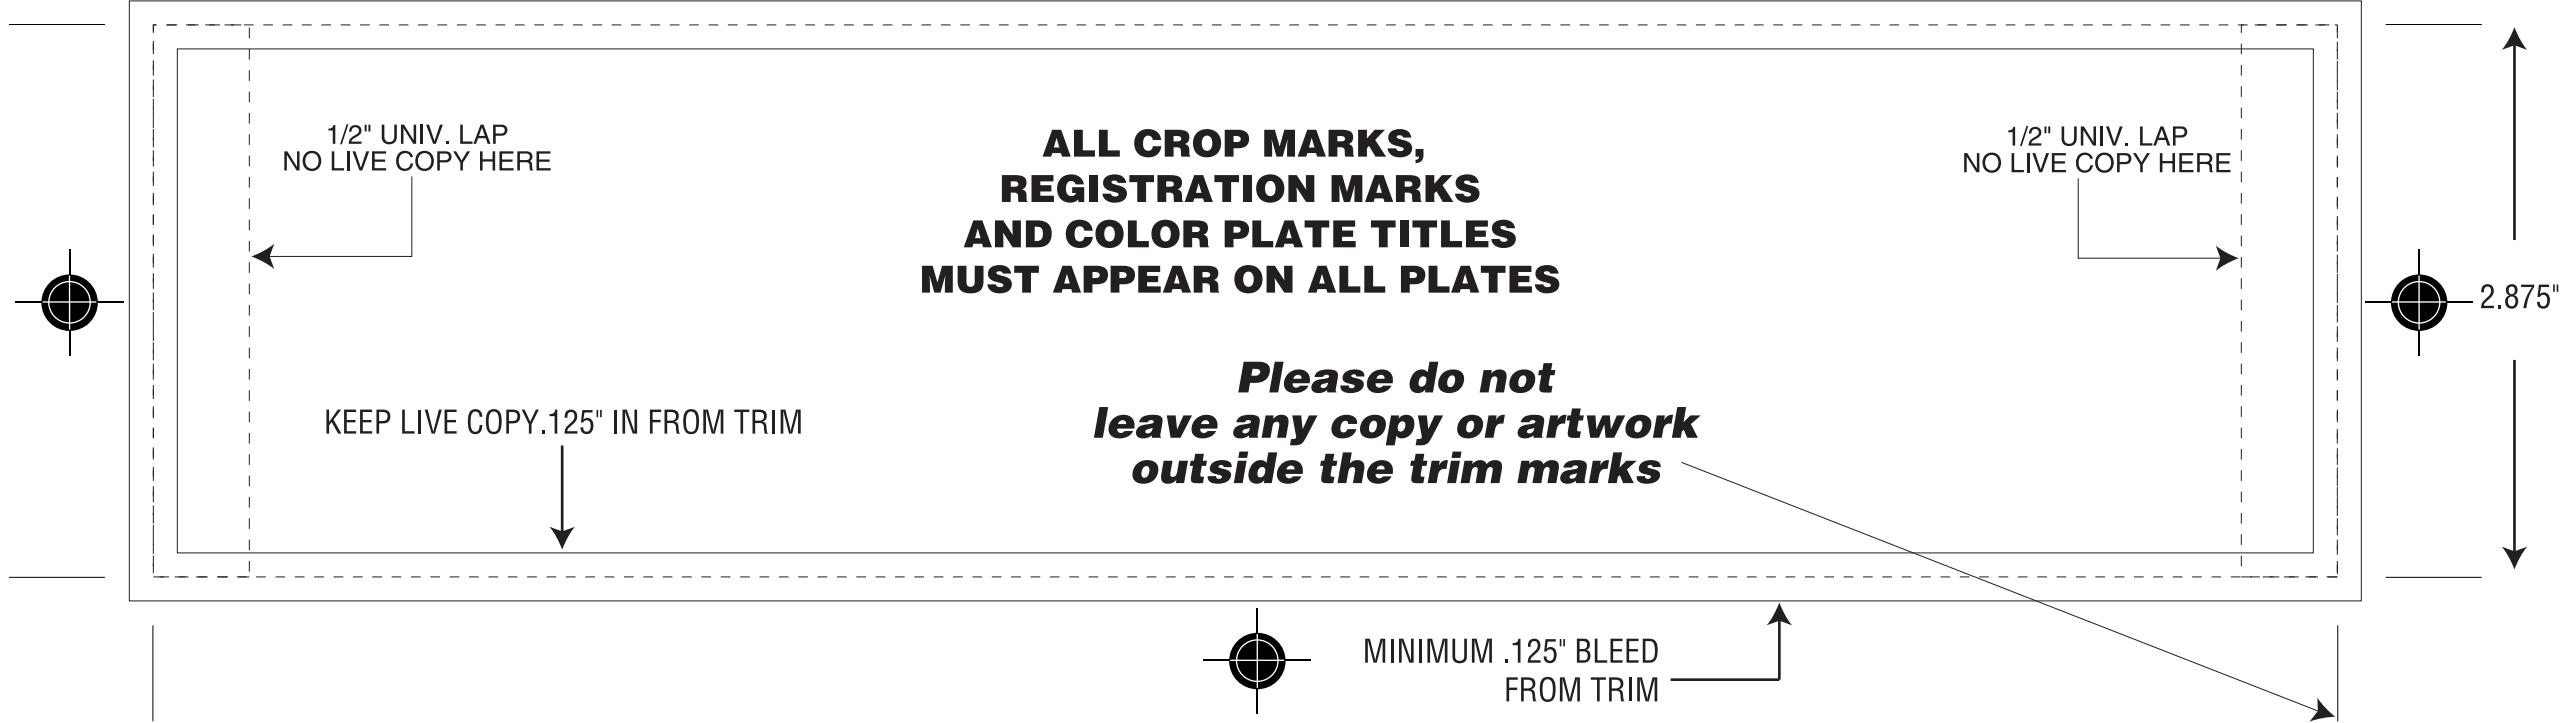 1/2" UNIV. LAP
NO LIVE COPY HERE
ALL CROP MARKS,
REGISTRATION MARKS
AND COLOR PLATE TITLES
MUST APPEAR ON ALL PLATES
1/2" UNIV. LAP
NO LIVE COPY HERE
2.875"
KEEP LIVE COPY.125" IN FROM TRIM
Please do not
leave any copy or artwork
outside the trim marks
MINIMUM .125" BLEED
FROM TRIM